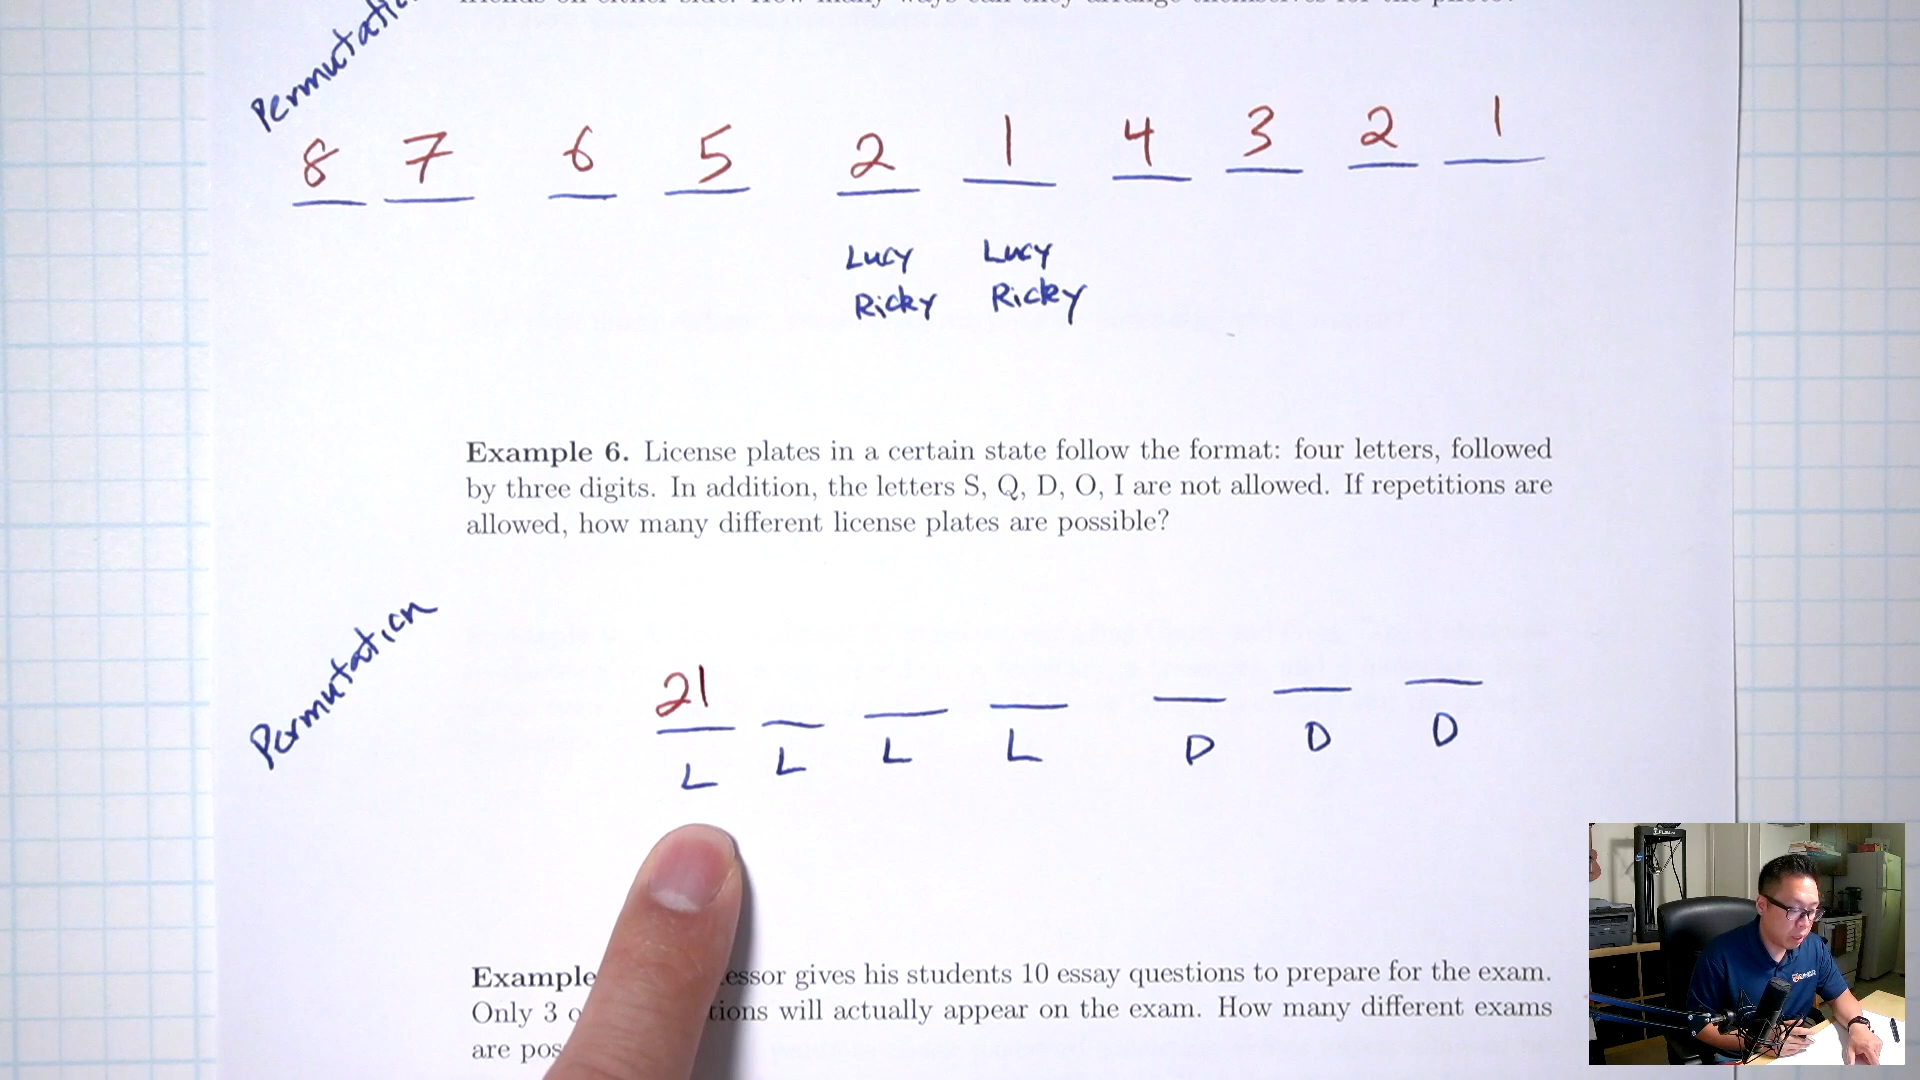 Permutati
8 7 6 5 2 1 4 3 2 1
Lucy Lucy
Ricky Ricky
Example 6. License plates in a certain state follow the format: four letters, followed
by three digits. In addition, the letters S, Q, D, O, I are not allowed. If repetitions are
allowed, how many different license plates are possible?
Permutation
21
L L L L D D D
Example essor gives his students 10 essay questions to prepare for the exam.
Only 3 o tions will actually appear on the exam. How many different exams
are pos